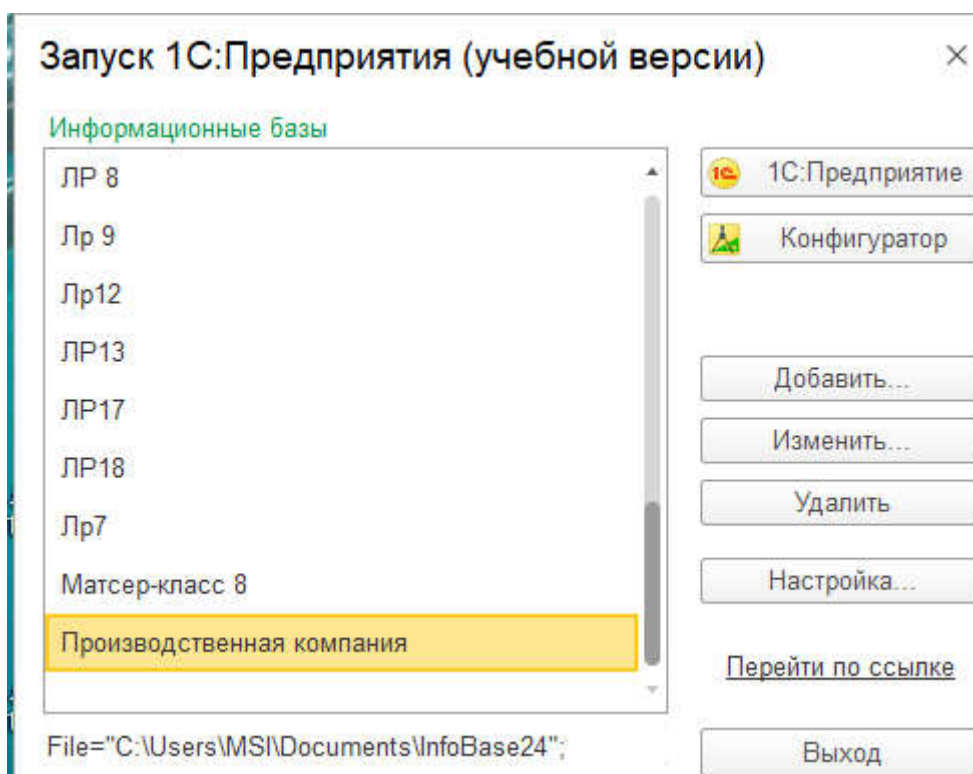 Запуск 1С:Предприятия (учебной версии)
Информационные базы
ЛР 8
Лр 9
Лр12
ЛР13
ЛР17
ЛР18
Лр7
Матсер-класс 8
Производственная компания
File="C:\Users\MSI\Documents\InfoBase24";
1С:Предприятие
Конфигуратор
Добавить...
Изменить...
Удалить
Настройка...
Перейти по ссылке
Выход